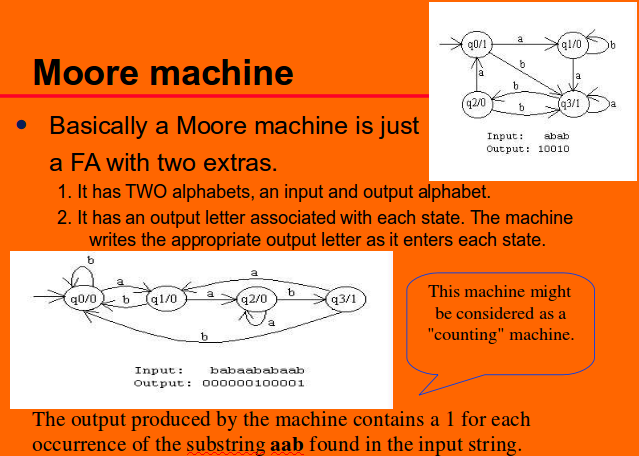 Moore machine
• Basically a Moore machine is just
a FA with two extras.
1. It has TWO alphabets, an input and output alphabet.
2. It has an output letter associated with each state. The machine
writes the appropriate output letter as it enters each state.
q0/1
a
q1/0
b
b
a
a
b
q2/0
b
q3/1
a
Input: abab
Output: 10010
b
a
a
q0/0
b
q1/0
a
q2/0
b
q3/1
a
b
Input: babaababaab
Output: 000000100001
This machine might
be considered as a
"counting" machine.
The output produced by the machine contains a 1 for each
occurrence of the substring aab found in the input string.